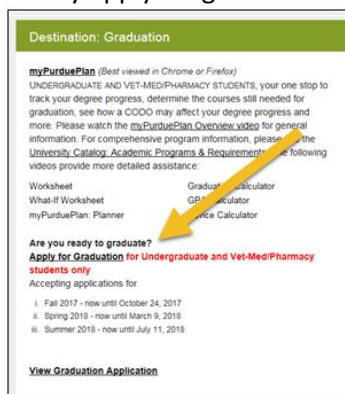 Destination: Graduation
myPurduePlan (Best viewed in Chrome or Firefox)
UNDERGRADUATE AND VET-MED/PHARMACY STUDENTS, your one stop to
track your degree progress, determine the courses still needed for
graduation, see how a CODO may affect your degree progress and
more. Please watch the myPurduePlan Overview video for general
information. For comprehensive program information, please the
University Catalog: Academic Programs & Requirements. following
videos provide more detailed assistance:
Worksheet
What-If Worksheet
myPurduePlan: Planner
Calculator
Calculator
Calculator
Are you ready to graduate?
Apply for Graduation for Undergraduate and Vet-Med/Pharmacy
students only
Accepting applications for
i. Fall 2017 - now until October 24, 2017
ii. Spring 2018 - now until March 9, 2018
iii. Summer 2018 - now until July 11, 2018
View Graduation Application